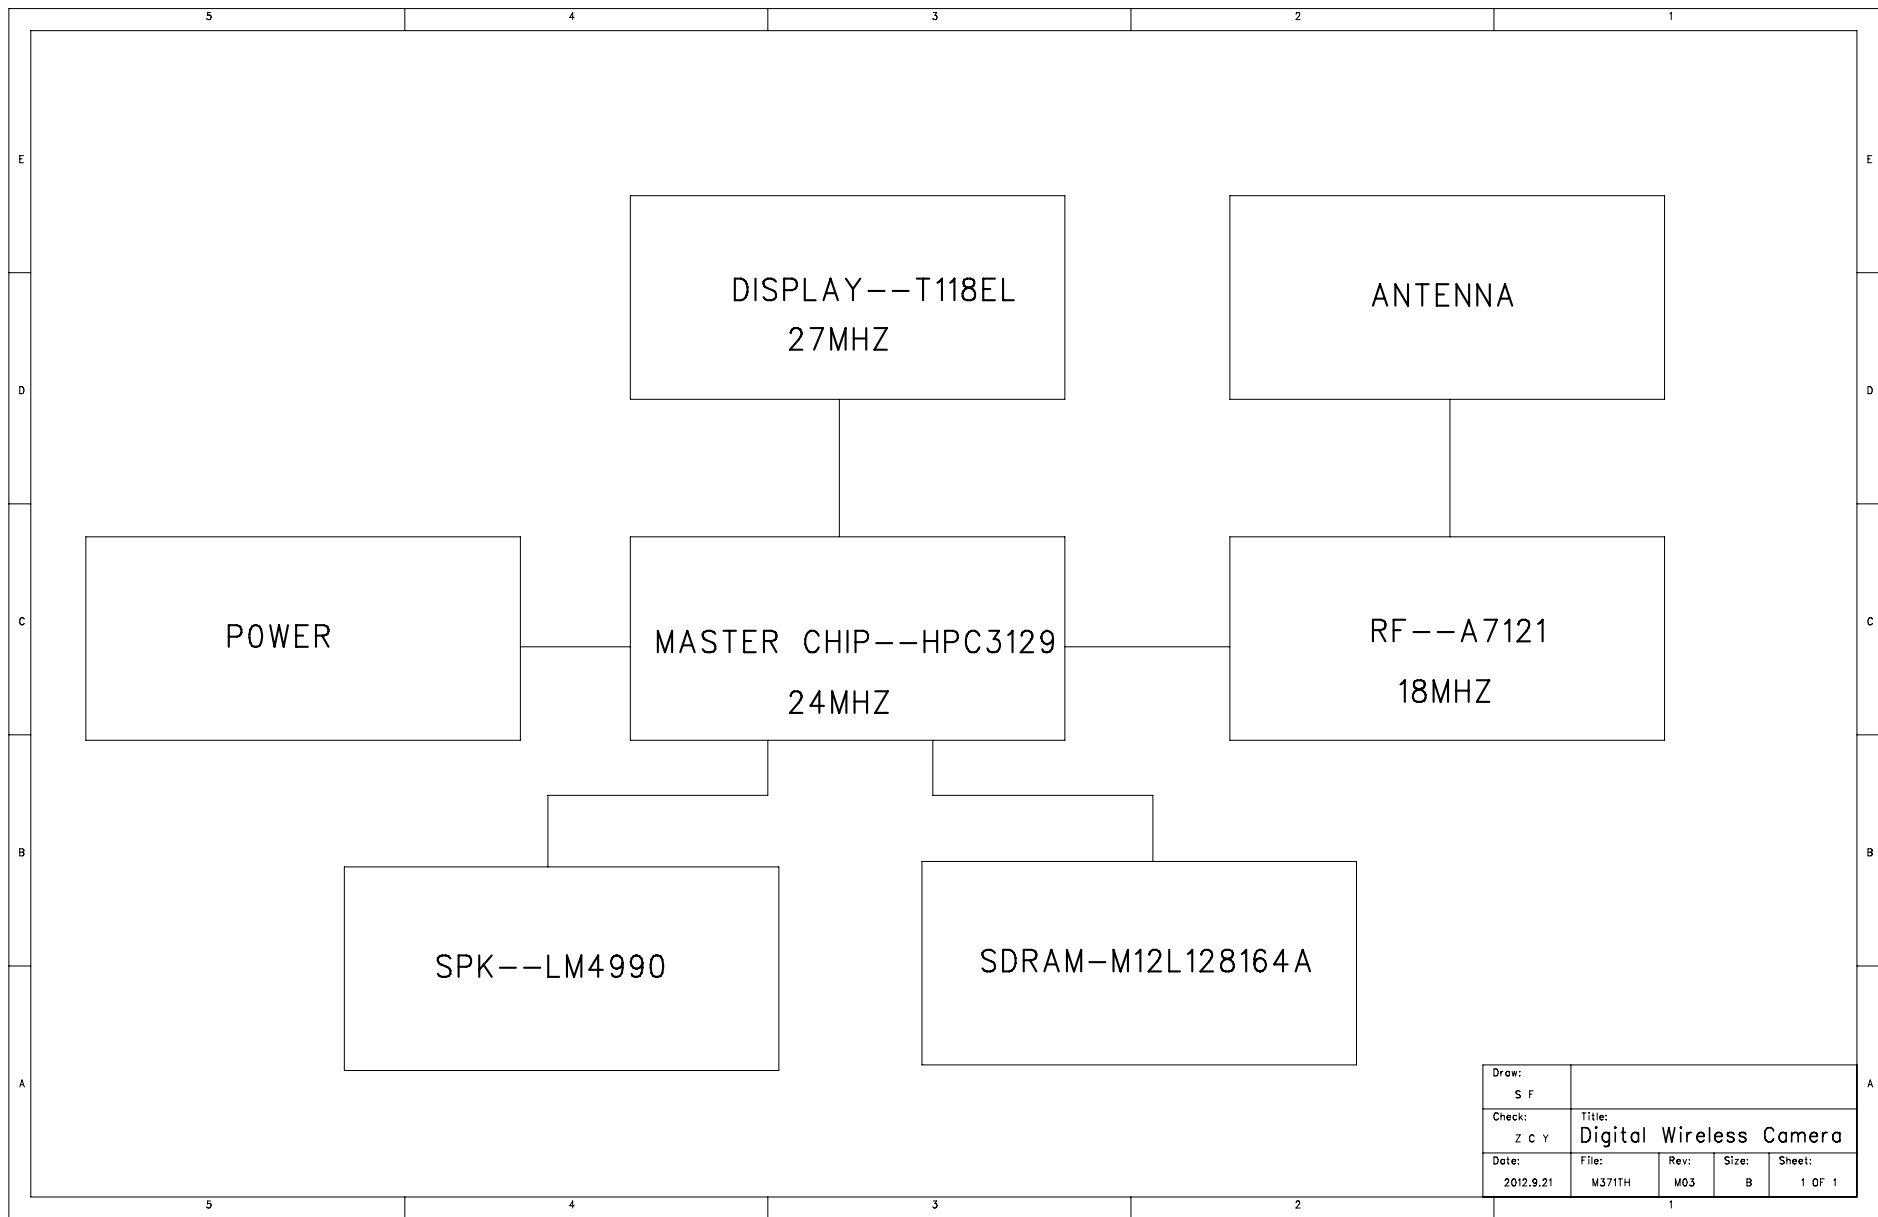 5 4 3 2 1
E E
DISPLAY--T118EL
27MHZ
ANTENNA
D D
C C
POWER
MASTER CHIP--HPC3129
24MHZ
RF--A7121
18MHZ
B B
SPK--LM4990
SDRAM-M12L128164A
A A
Draw:
S F
Check:
Z C Y
Title:
Digital Wireless Camera
Date:
2012.9.21
File:
M371TH
Rev:
M03
Size:
B
Sheet:
1 OF 1
5 4 3 2 1